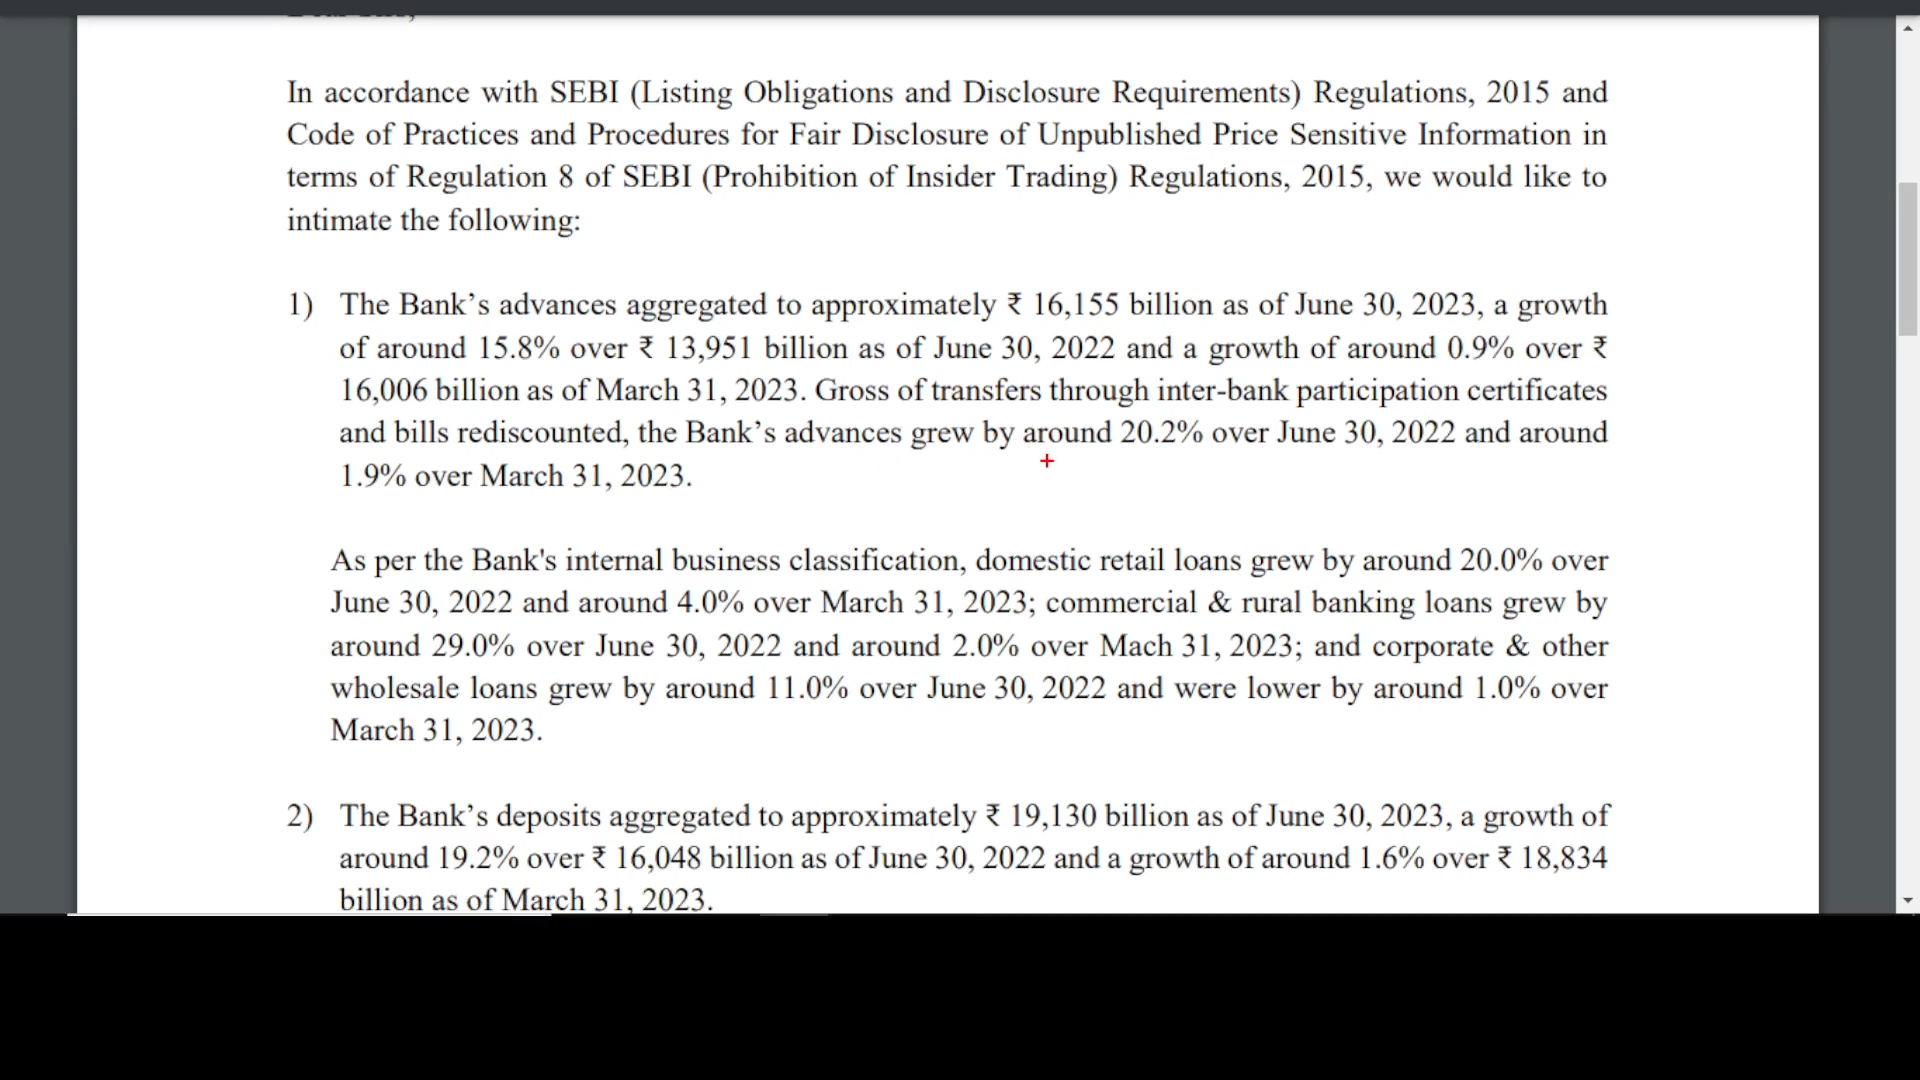 In accordance with SEBI (Listing Obligations and Disclosure Requirements) Regulations, 2015 and
Code of Practices and Procedures for Fair Disclosure of Unpublished Price Sensitive Information in
terms of Regulation 8 of SEBI (Prohibition of Insider Trading) Regulations, 2015, we would like to
intimate the following:
1) The Bank’s advances aggregated to approximately ₹ 16,155 billion as of June 30, 2023, a growth
of around 15.8% over ₹ 13,951 billion as of June 30, 2022 and a growth of around 0.9% over ₹
16,006 billion as of March 31, 2023. Gross of transfers through inter-bank participation certificates
and bills rediscounted, the Bank’s advances grew by around 20.2% over June 30, 2022 and around
1.9% over March 31, 2023.
As per the Bank's internal business classification, domestic retail loans grew by around 20.0% over
June 30, 2022 and around 4.0% over March 31, 2023; commercial & rural banking loans grew by
around 29.0% over June 30, 2022 and around 2.0% over Mach 31, 2023; and corporate & other
wholesale loans grew by around 11.0% over June 30, 2022 and were lower by around 1.0% over
March 31, 2023.
2) The Bank’s deposits aggregated to approximately ₹ 19,130 billion as of June 30, 2023, a growth of
around 19.2% over ₹ 16,048 billion as of June 30, 2022 and a growth of around 1.6% over ₹ 18,834
billion as of March 31, 2023.